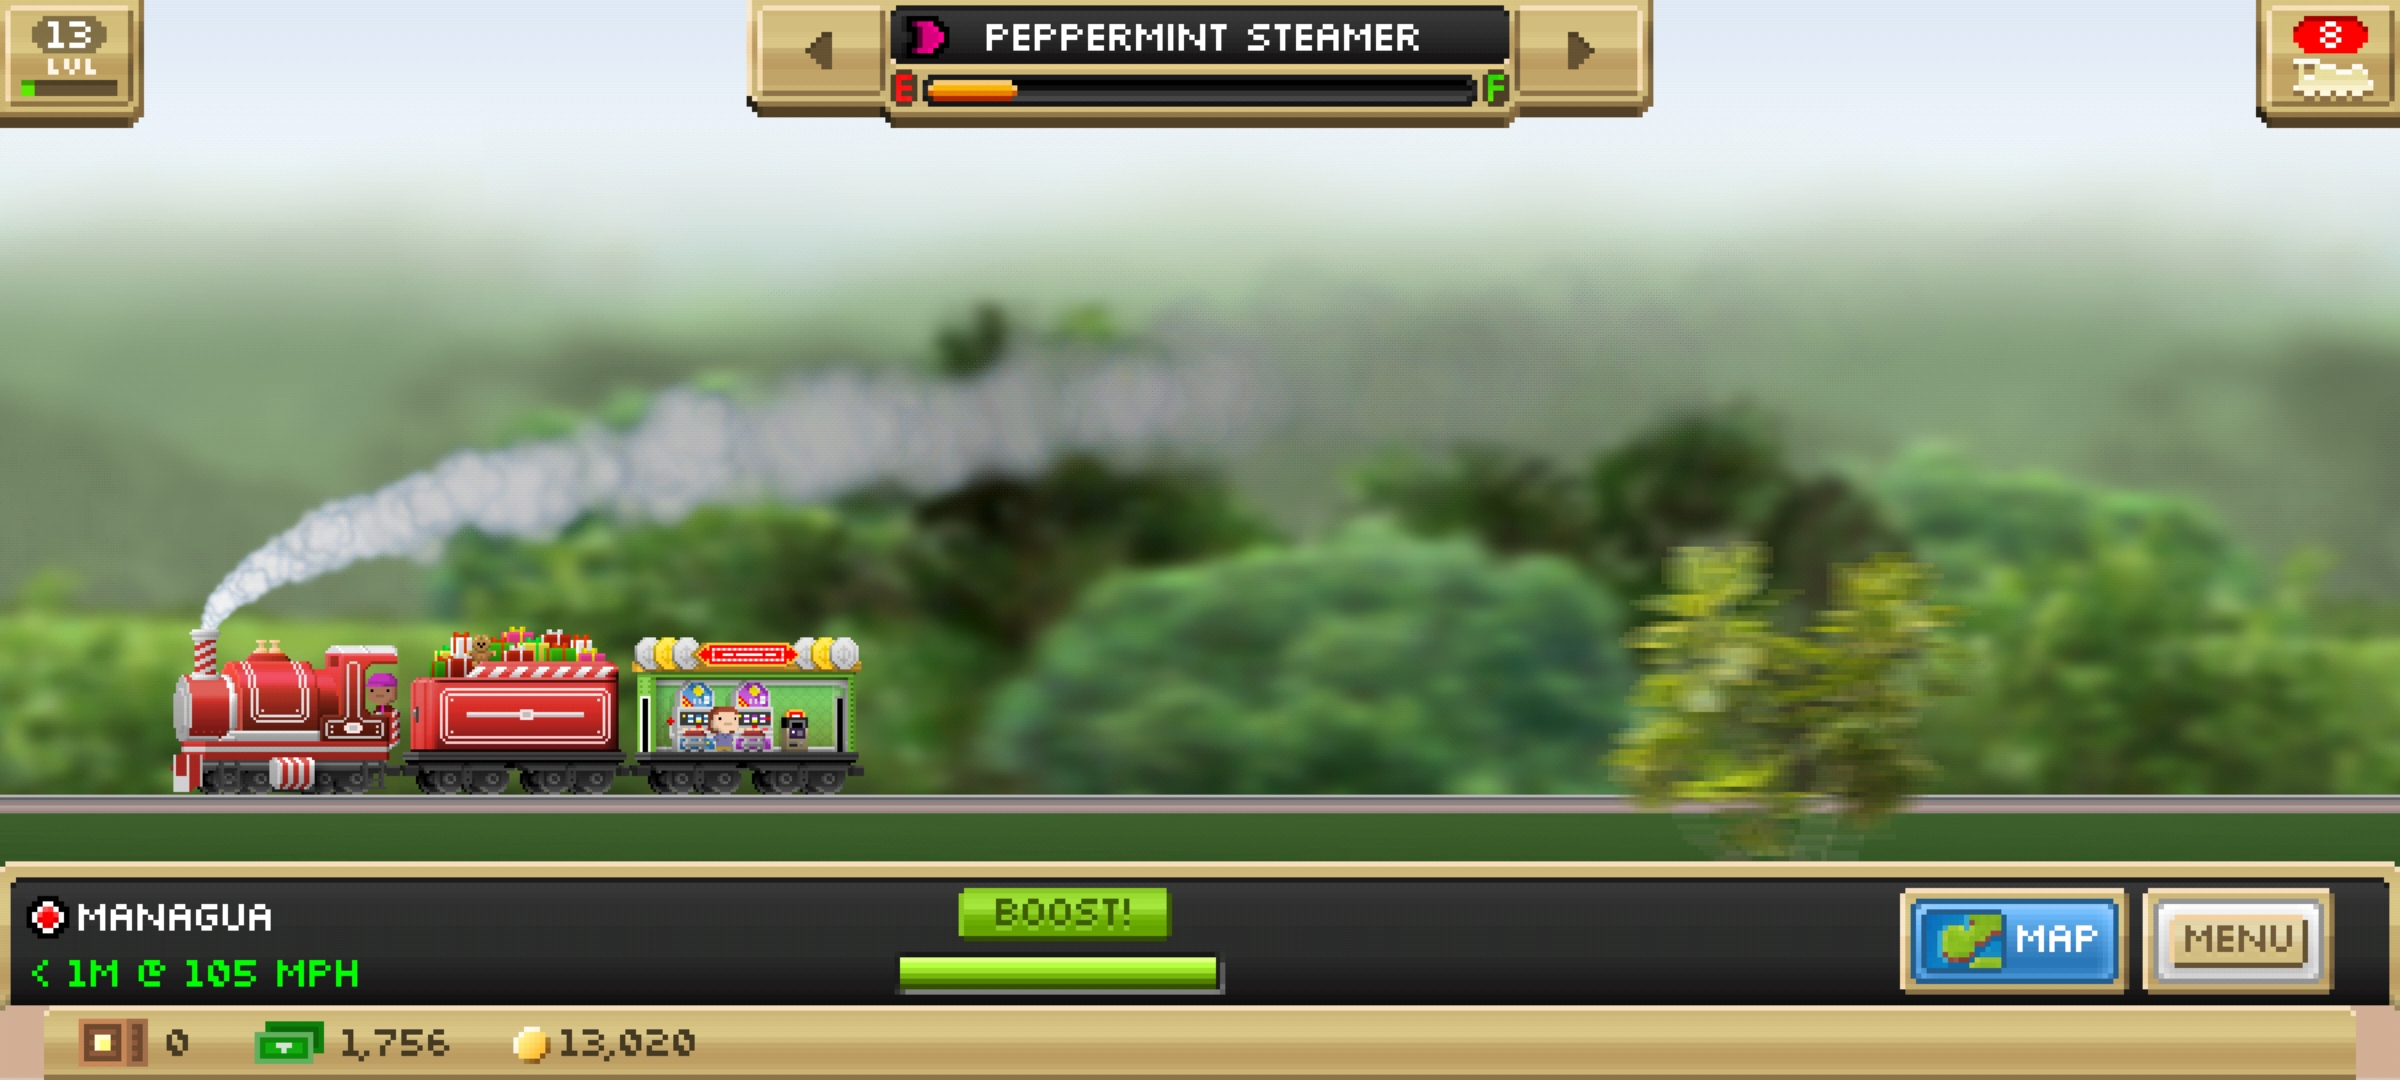 13
LVL
PEPPERMINT STEAMER
E F
8
MANAGUA
< 1M @ 105 MPH
BOOST!
MAP
MENU
0 1,756 13,020